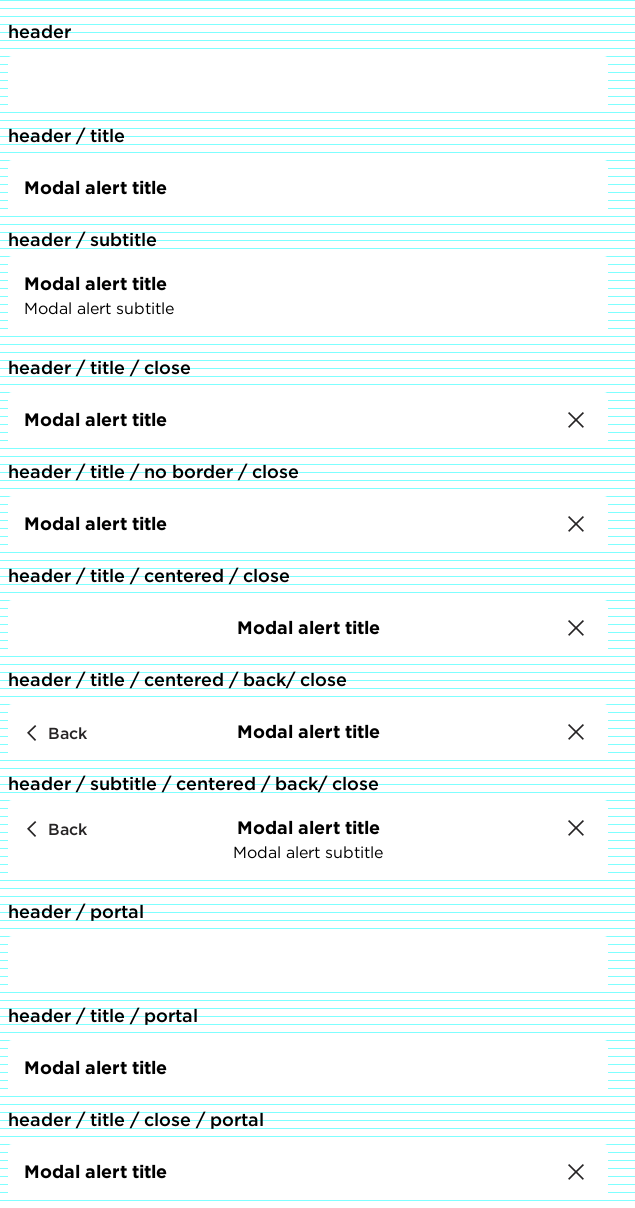 header
header / title
Modal alert title
header / subtitle
Modal alert title
Modal alert subtitle
header / title / close
Modal alert title
header / title / no border / close
Modal alert title
header / title / centered / close
Modal alert title
header / title / centered / back/ close
Back Modal alert title
header / subtitle / centered / back/ close
Back Modal alert title
Modal alert subtitle
header / portal
header / title / portal
Modal alert title
header / title / close / portal
Modal alert title